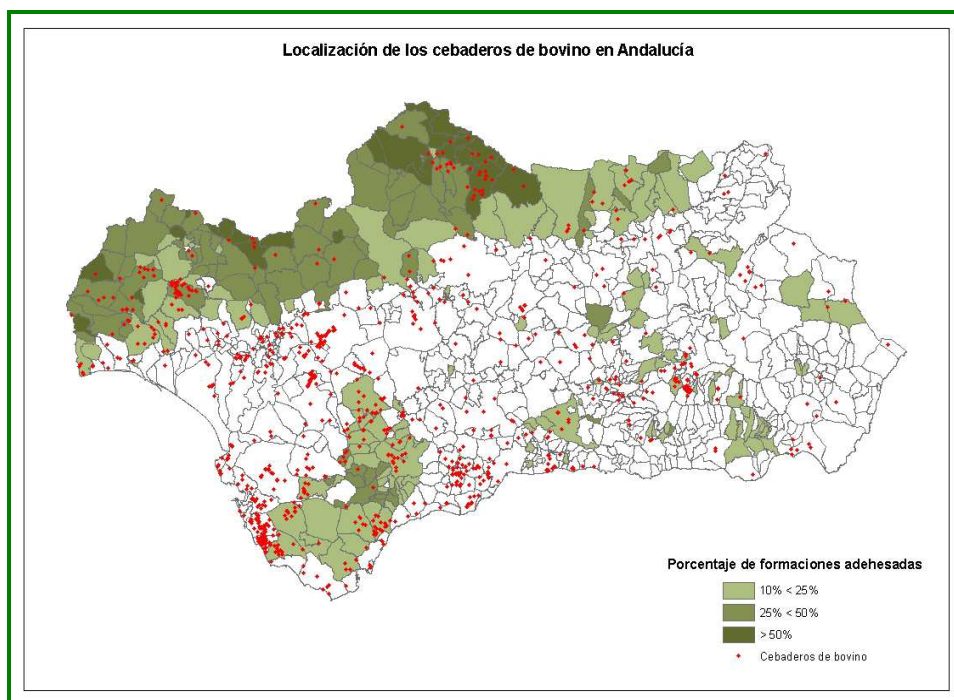 Localización de los cebaderos de bovino en Andalucía
Porcentaje de formaciones adehesadas
10% < 25%
25% < 50%
> 50%
Cebaderos de bovino